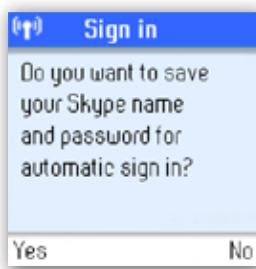 Sign in
Do you want to save
your Skype name
and password for
automatic sign in?
Yes No